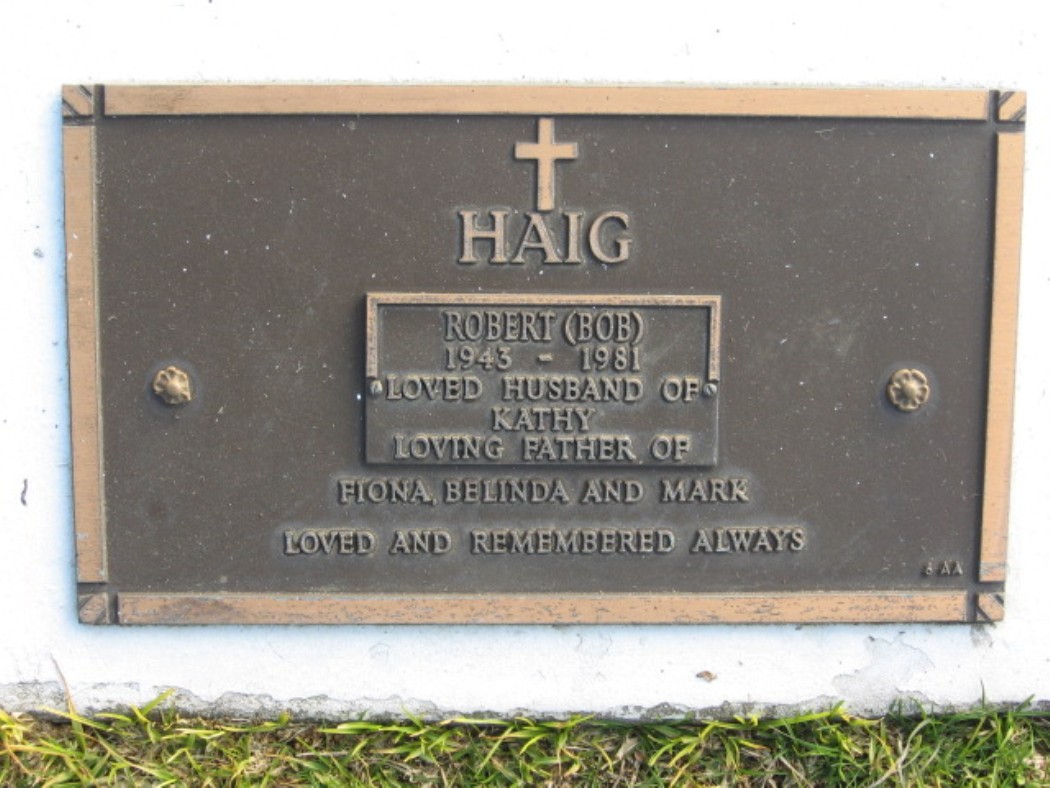 HAIG
ROBERT (BOB)
1943 - 1981
LOVED HUSBAND OF
KATHY
LOVING FATHER OF
FIONA, BELINDA AND MARK
LOVED AND REMEMBERED ALWAYS
AA